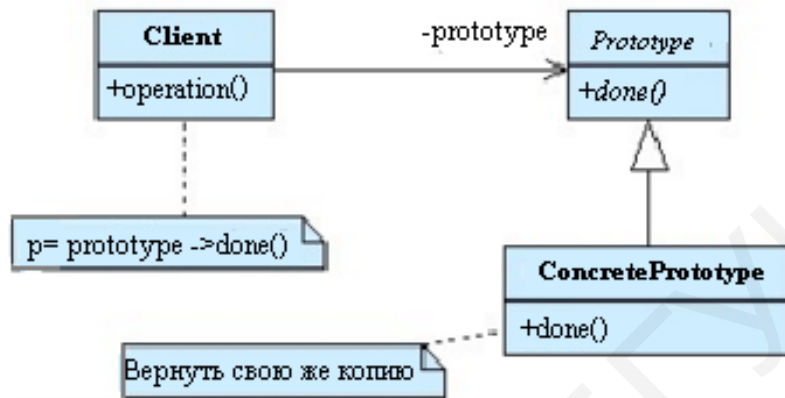 Client
+operation()
-prototype
Prototype
+done()
p= prototype ->done()
ConcretePrototype
+done()
Вернуть свою же копию